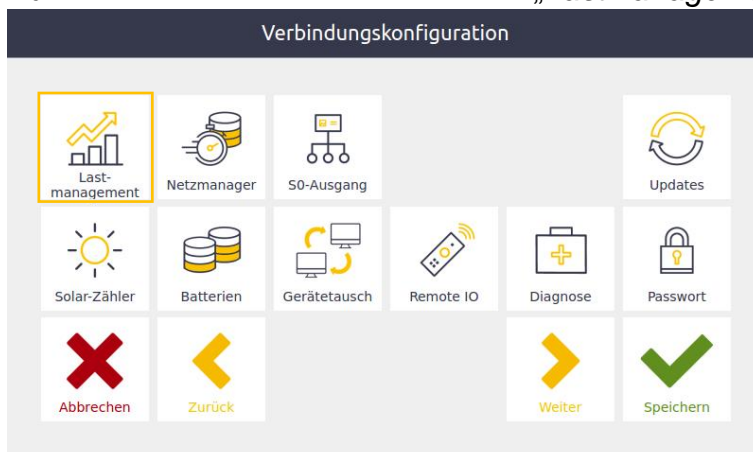 Verbindungskonfiguration
Last-
management
Netzmanager
S0-Ausgang
Updates
Solar-Zähler
Batterien
Gerätetausch
Remote IO
Diagnose
Passwort
Abbrechen
Zurück
Weiter
Speichern